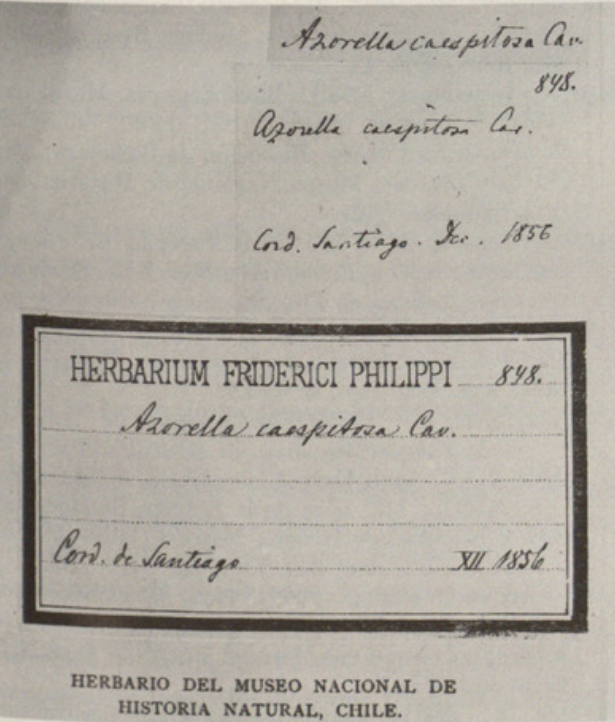 Azorella caespitosa Cav.
848.
Azorella caespitosa Cav.
Cord. Santiago. Dec. 1856
HERBARIUM FRIDERICI PHILIPPI 848.
Azorella caespitosa Cav.
Cord. de Santiago XII 1856
HERBARIO DEL MUSEO NACIONAL DE
HISTORIA NATURAL, CHILE.